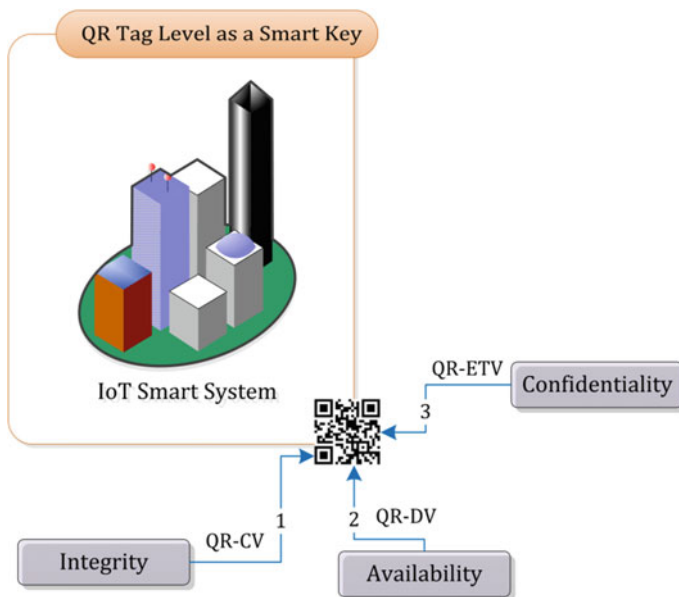 QR Tag Level as a Smart Key
IoT Smart System
QR-ETV
Confidentiality
3
1
2
QR-DV
QR-CV
Integrity
Availability